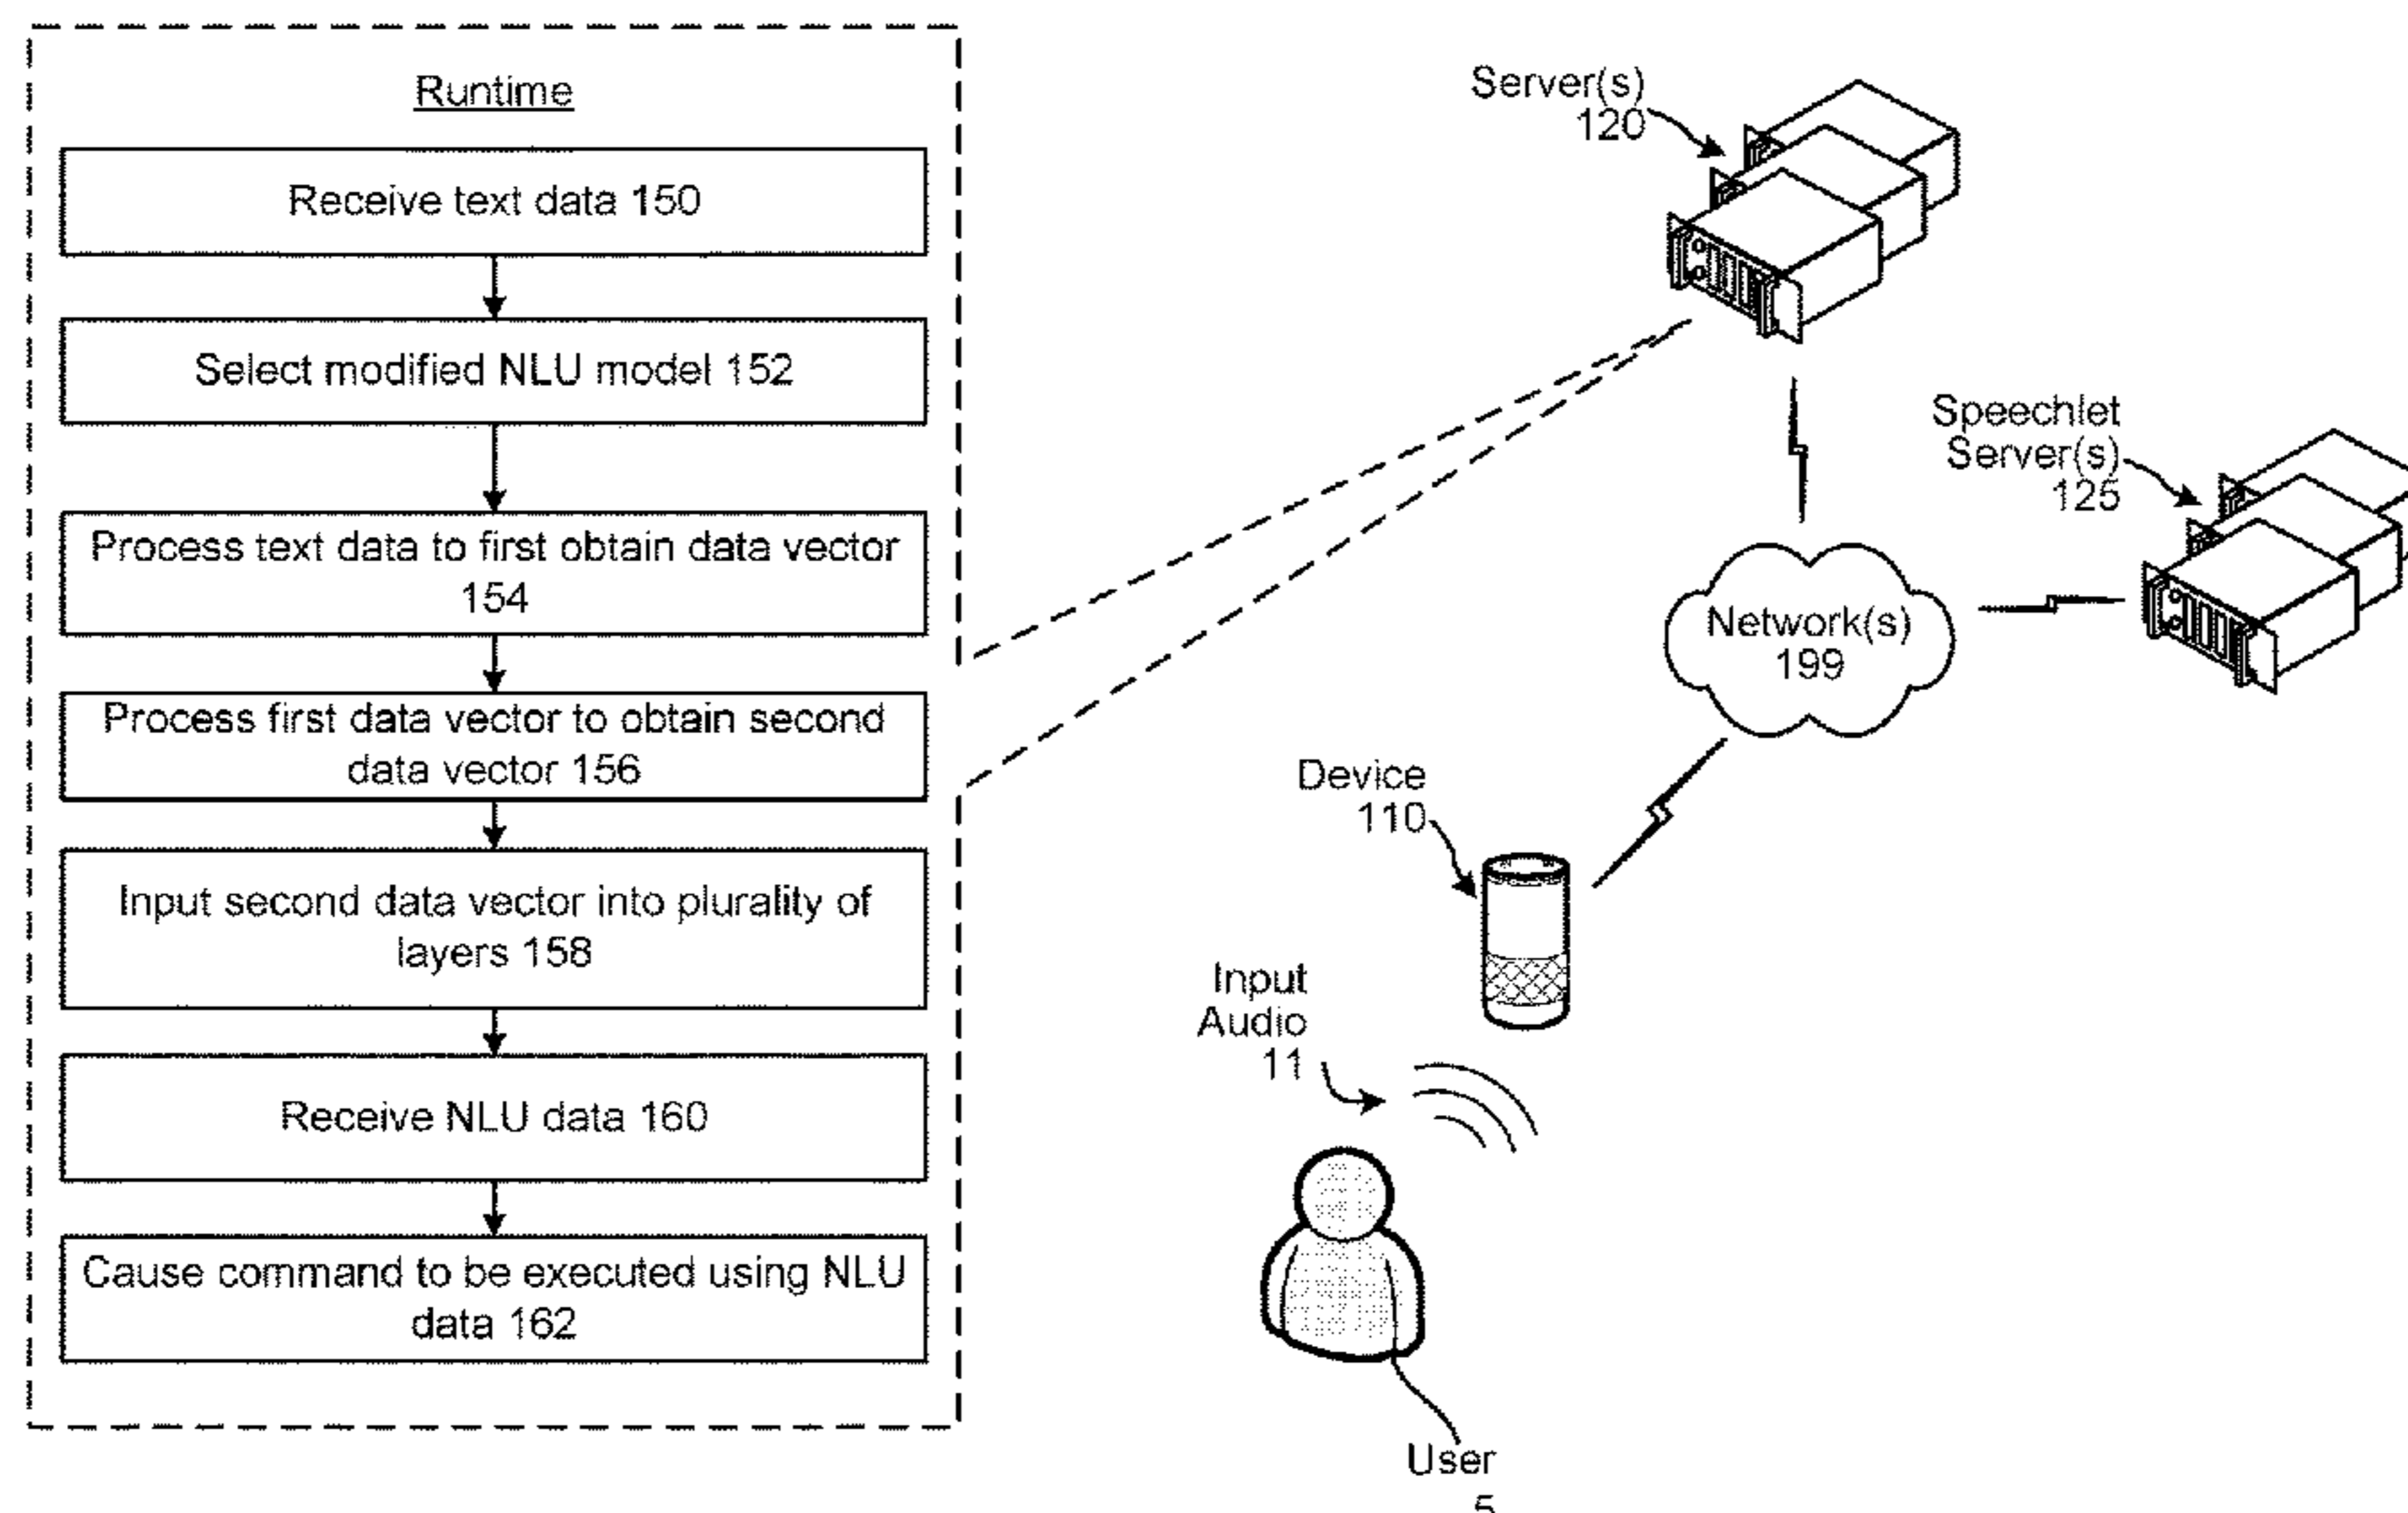 Runtime
Receive text data 150
Select modified NLU model 152
Process text data to first obtain data vector
154
Process first data vector to obtain second
data vector 156
Input second data vector into plurality of
layers 158
Receive NLU data 160
Cause command to be executed using NLU
data 162
Server(s)
120
Speechlet
Server(s)
125
Network(s)
199
Device
110
Input
Audio
11
User
5